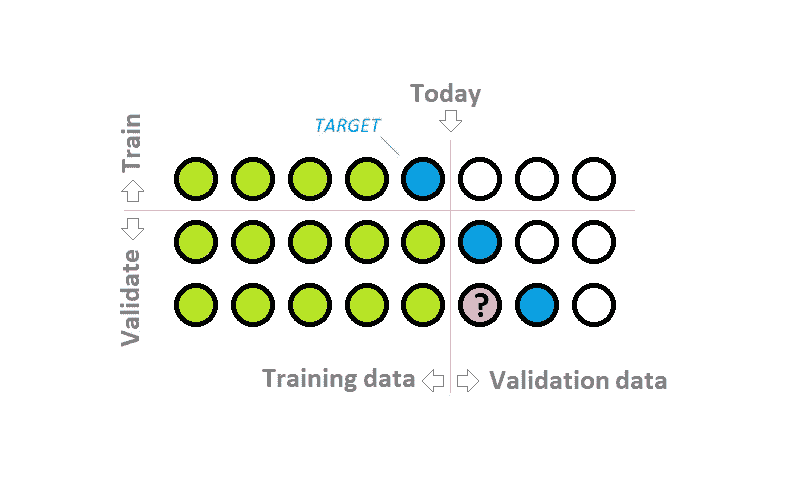 Today
TARGET
Train
Validate
?
Training data
Validation data